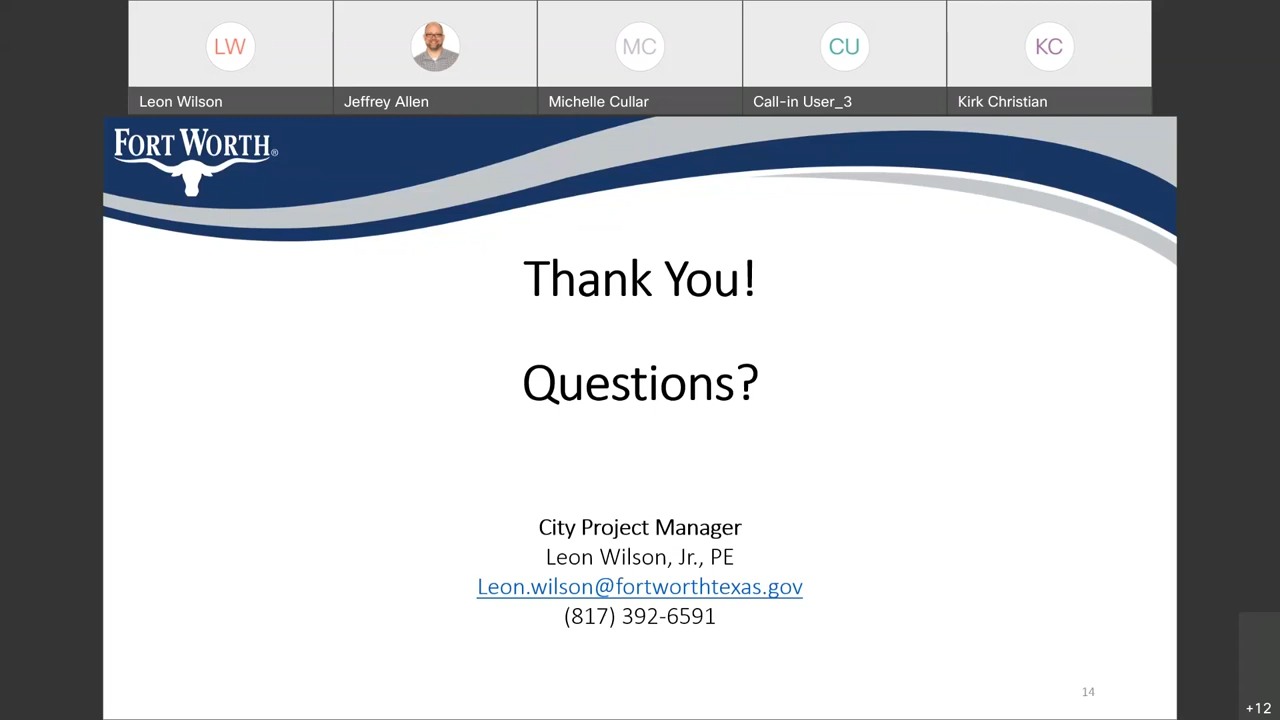 LW
MC
CU
KC
Leon Wilson
Jeffrey Allen
Michelle Cullar
Call-in User_3
Kirk Christian
FORT WORTH®
Thank You!
Questions?
City Project Manager
Leon Wilson, Jr., PE
Leon.wilson@fortworthtexas.gov
(817) 392-6591
14
+12